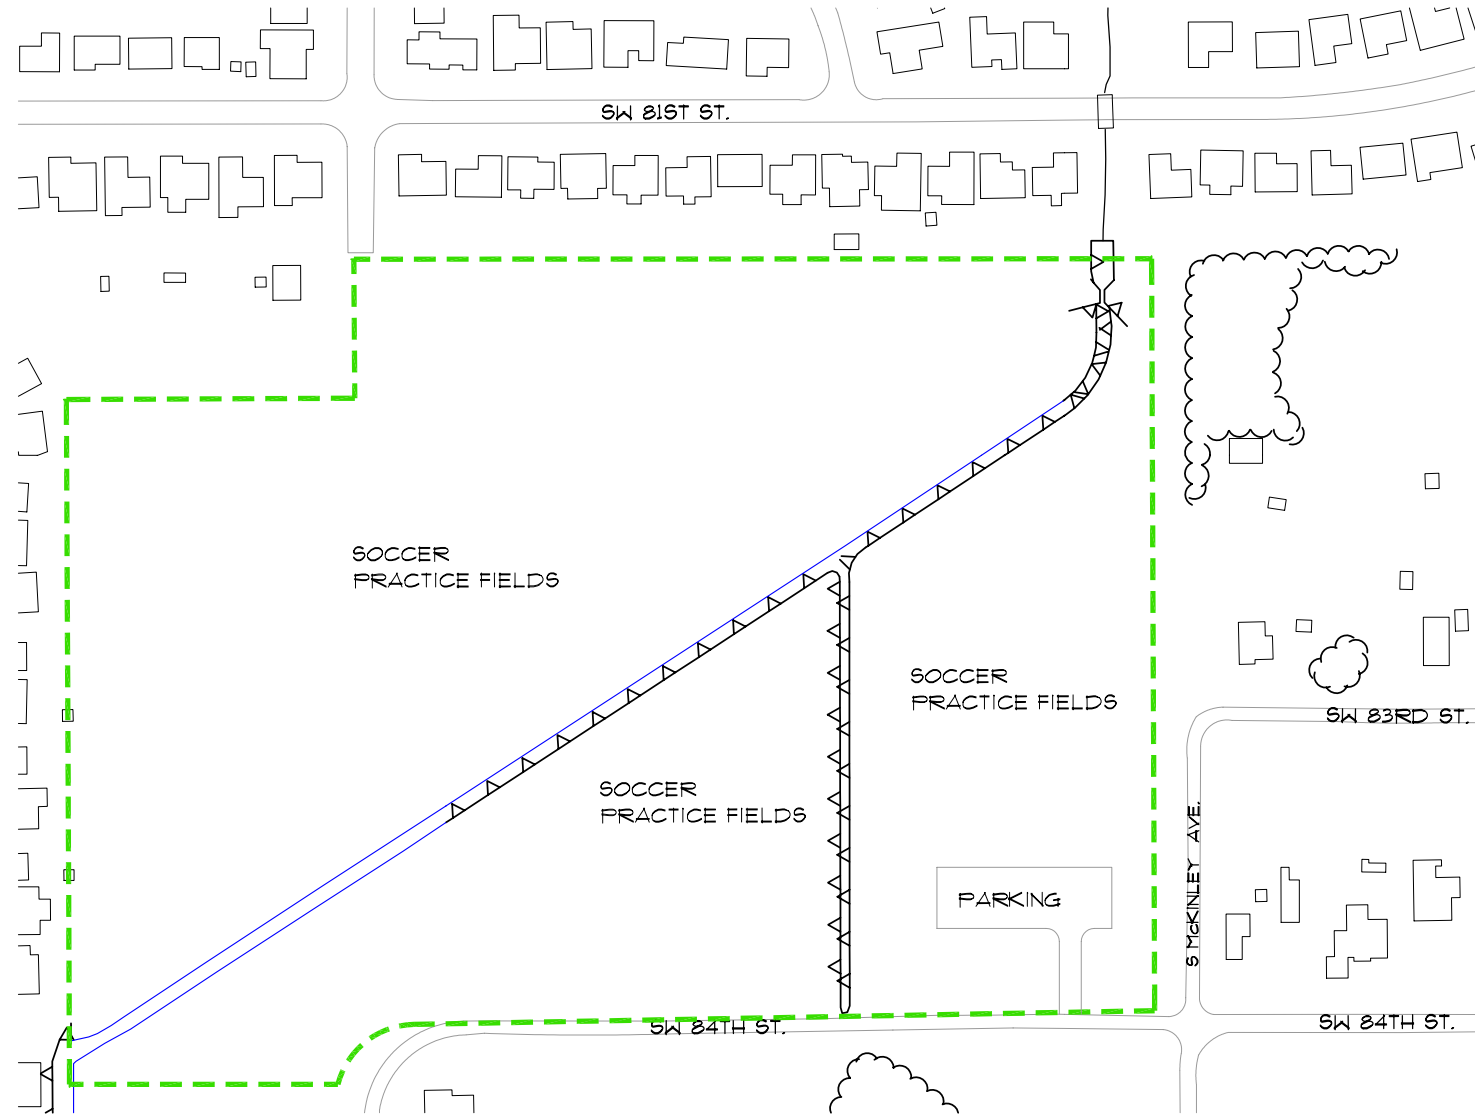 SW 81ST ST.
SOCCER
PRACTICE FIELDS
SOCCER
PRACTICE FIELDS
SW 83RD ST.
SOCCER
PRACTICE FIELDS
S McKINLEY AVE.
PARKING
SW 84TH ST.
SW 84TH ST.